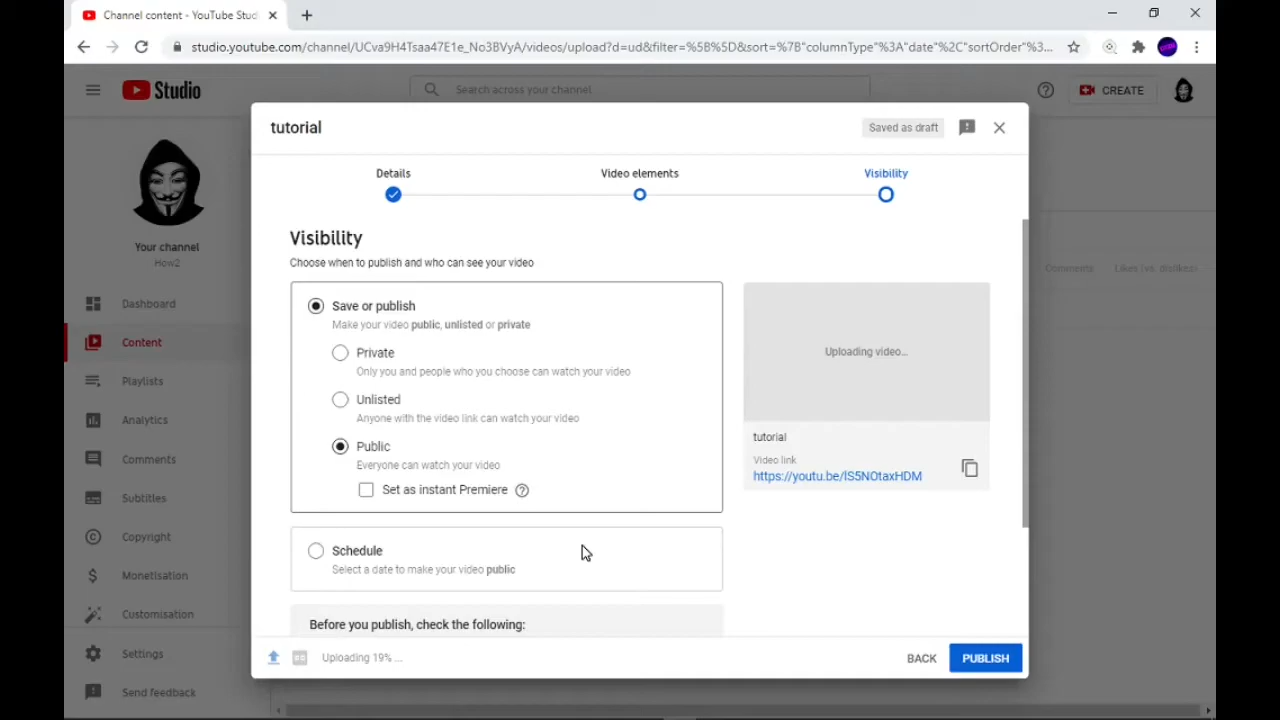 Channel content - YouTube Stud
studio.youtube.com/channel/UCva9H4Tsaa47E1e_No3BVyA/videos/upload?d=ud&filter=%5B%5D&sort=%7B"columnType"%3A"date"%2C"sortOrder"%3...
Studio
Search across your channel
CREATE
tutorial
Saved as draft
Details
Video elements
Visibility
Your channel
How2
Dashboard
Content
Playlists
Analytics
Comments
Subtitles
Copyright
Monetisation
Customisation
Settings
Send feedback
Visibility
Choose when to publish and who can see your video
Save or publish
Make your video public, unlisted or private
Private
Only you and people who you choose can watch your video
Unlisted
Anyone with the video link can watch your video
Public
Everyone can watch your video
Set as instant Premiere
Schedule
Select a date to make your video public
Before you publish, check the following:
Uploading video...
tutorial
Video link
https://youtu.be/lS5NOtaxHDM
Comments
Likes (vs. dislikes)
Uploading 19% ...
BACK
PUBLISH